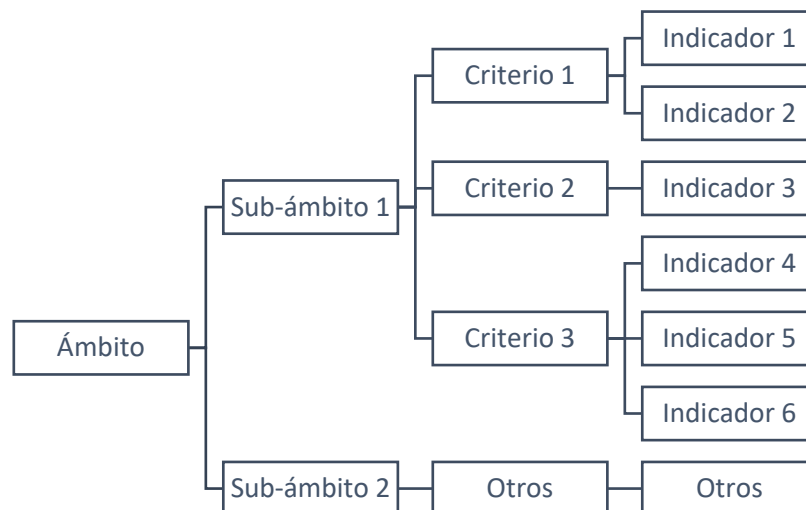 Indicador 1
Criterio 1
Indicador 2
Criterio 2
Indicador 3
Sub-ámbito 1
Indicador 4
Ámbito
Criterio 3
Indicador 5
Indicador 6
Sub-ámbito 2
Otros
Otros